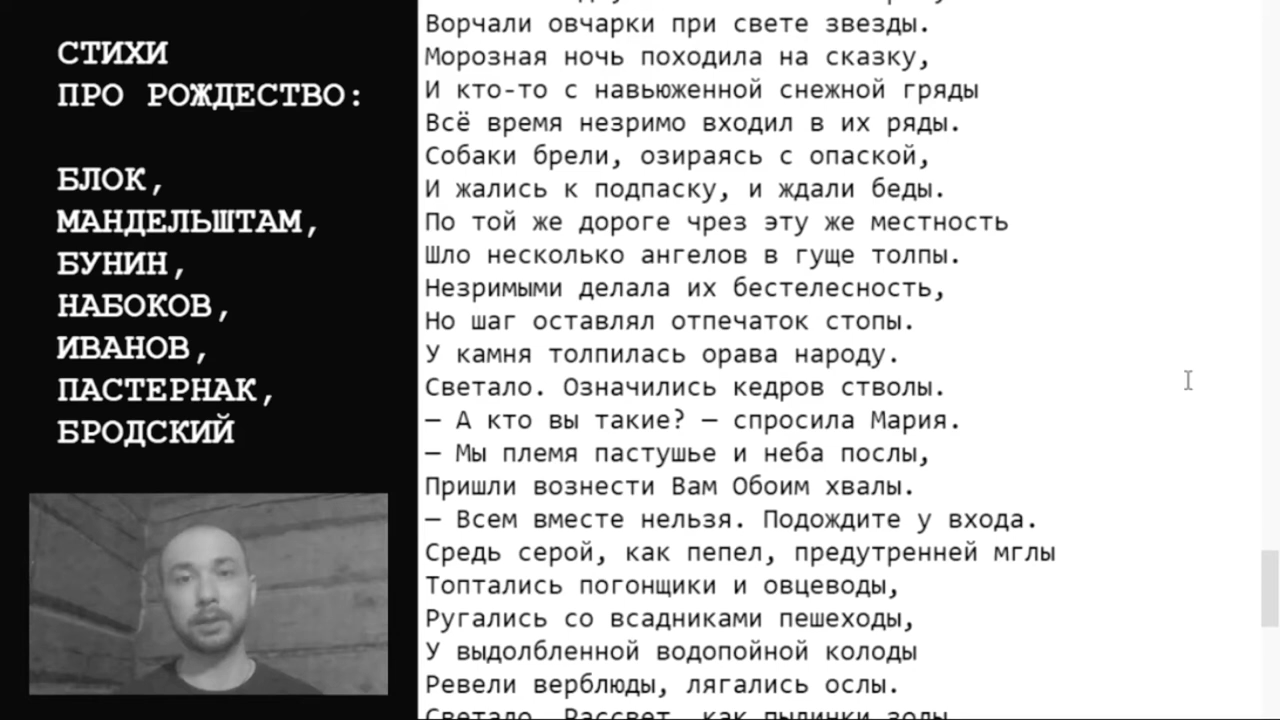 СТИХИ
ПРО РОЖДЕСТВО:
БЛОК,
МАНДЕЛЬШТАМ,
БУНИН,
НАБОКОВ,
ИВАНОВ,
ПАСТЕРНАК,
БРОДСКИЙ
Ворчали овчарки при свете звезды.
Морозная ночь походила на сказку,
И кто-то с навьюженной снежной гряды
Всё время незримо входил в их ряды.
Собаки брели, озираясь с опаской,
И жались к подпаску, и ждали беды.
По той же дороге чрез эту же местность
Шло несколько ангелов в гуще толпы.
Незримыми делала их бестелесность,
Но шаг оставлял отпечаток стопы.
У камня толпилась орава народу.
Светало. Означились кедров стволы.
— А кто вы такие? — спросила Мария.
— Мы племя пастушье и неба послы,
Пришли вознести Вам Обоим хвалы.
— Всем вместе нельзя. Подождите у входа.
Средь серой, как пепел, предутренней мглы
Топтались погонщики и овцеводы,
Ругались со всадниками пешеходы,
У выдолбленной водопойной колоды
Ревели верблюды, лягались ослы.
Светало. Рассвет, как пылинки золы,